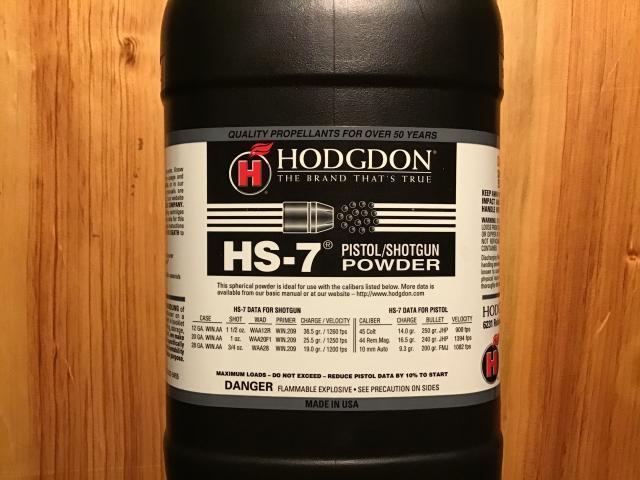 QUALITY PROPELLANTS FOR OVER 50 YEARS
H
HODGDON®
THE BRAND THAT'S TRUE
HS-7® PISTOL/SHOTGUN
POWDER
This spherical powder is ideal for use with the calibers listed below. More data is
available from our basic manual or at our website – http://www.hodgdon.com
HS-7 DATA FOR SHOTGUN
CASE SHOT WAD PRIMER CHARGE / VELOCITY
12 GA. WIN.AA 1 1/2 oz. WAA12R WIN.209 36.5 gr. / 1260 fps
20 GA. WIN.AA 1 oz. WAA20F1 WIN.209 25.5 gr. / 1250 fps
28 GA. WIN.AA 3/4 oz. WAA28 WIN.209 19.0 gr. / 1200 fps
HS-7 DATA FOR PISTOL
CALIBER CHARGE BULLET VELOCITY
45 Colt 14.0 gr. 250 gr. JHP 900 fps
44 Rem.Mag. 16.5 gr. 240 gr. JHP 1394 fps
10 mm Auto 9.3 gr. 200 gr. FMJ 1082 fps
MAXIMUM LOADS – DO NOT EXCEED – REDUCE PISTOL DATA BY 10% TO START
DANGER FLAMMABLE EXPLOSIVE • SEE PRECAUTION ON SIDES
MADE IN USA